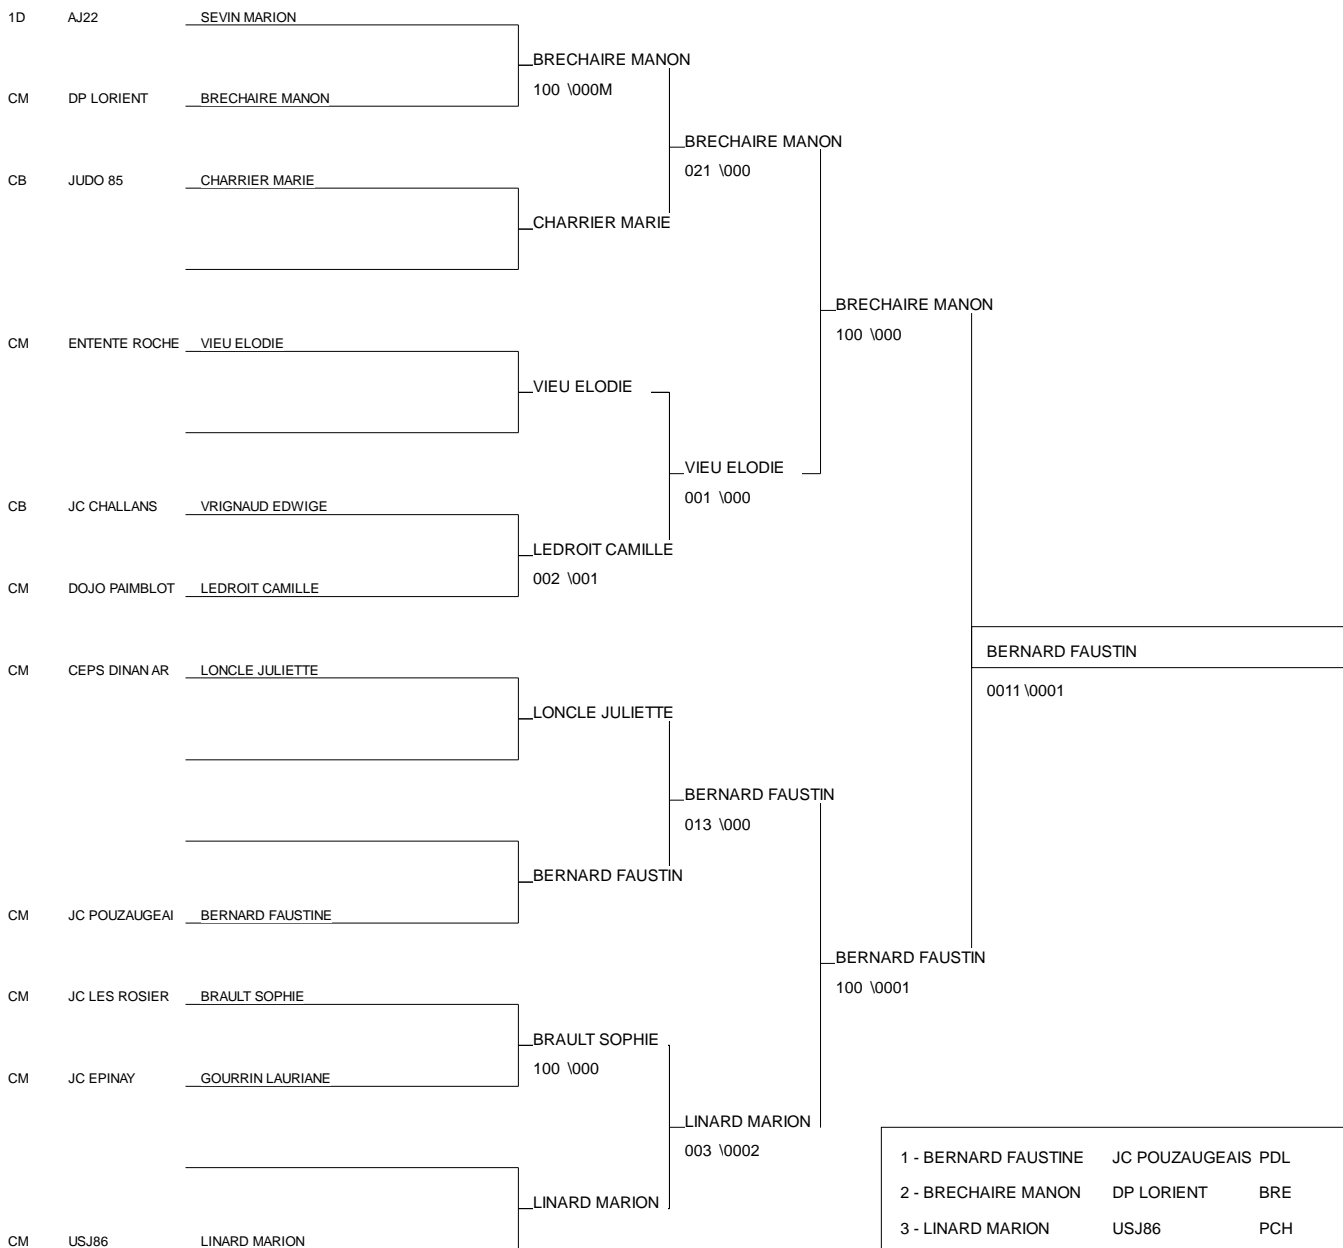 1D AJ22 SEVIN MARION
BRECHAIRE MANON
100 \000M
CM DP LORIENT BRECHAIRE MANON
BRECHAIRE MANON
021 \000
CB JUDO 85 CHARRIER MARIE
CHARRIER MARIE
BRECHAIRE MANON
100 \000
CM ENTENTE ROCHE VIEU ELODIE
VIEU ELODIE
VIEU ELODIE
001 \000
CB JC CHALLANS VRIGNAUD EDWIGE
LEDROIT CAMILLE
002 \001
CM DOJO PAIMBLOT LEDROIT CAMILLE
BERNARD FAUSTIN
0011 \0001
CM CEPS DINAN AR LONCLE JULIETTE
LONCLE JULIETTE
BERNARD FAUSTIN
013 \000
BERNARD FAUSTIN
CM JC POUZAUGEAI BERNARD FAUSTINE
BERNARD FAUSTIN
100 \0001
CM JC LES ROSIER BRAULT SOPHIE
BRAULT SOPHIE
100 \000
CM JC EPINAY GOURRIN LAURIANE
LINARD MARION
003 \0002
LINARD MARION
CM USJ86 LINARD MARION
1 - BERNARD FAUSTINE JC POUZAUGEAIS PDL
2 - BRECHAIRE MANON DP LORIENT BRE
3 - LINARD MARION USJ86 PCH